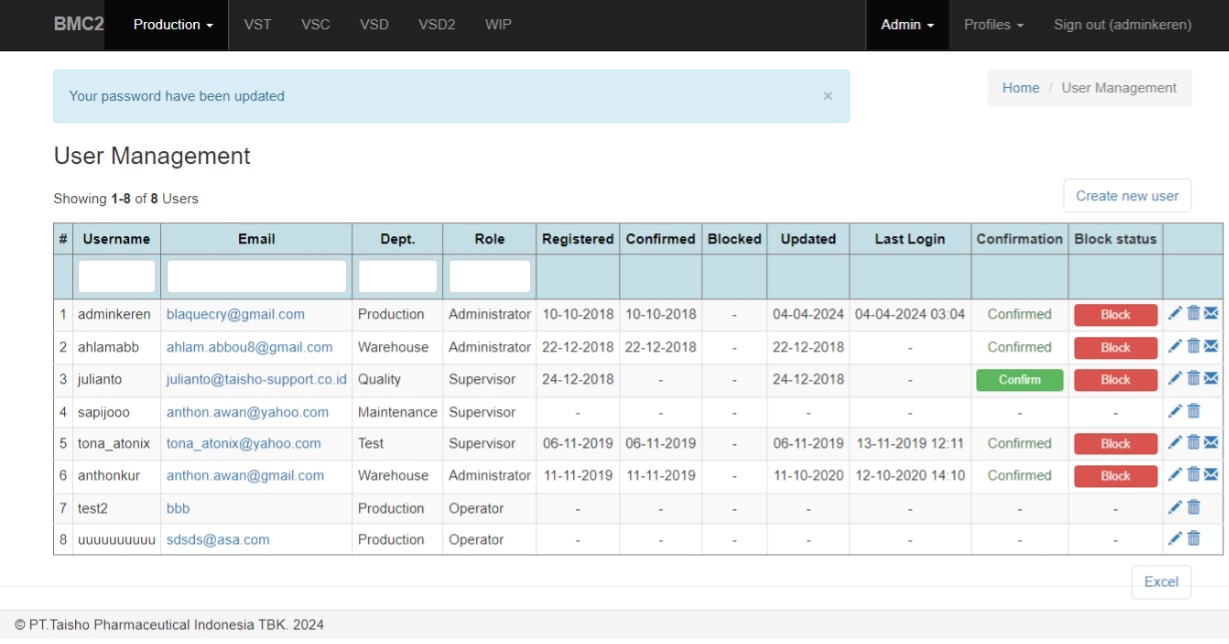 BMC2 Production VST VSC VSD VSD2 WIP Admin Profiles Sign out (adminkeren)
Your password have been updated ×
Home / User Management
User Management
Showing 1-8 of 8 Users
Create new user
# Username Email Dept. Role Registered Confirmed Blocked Updated Last Login Confirmation Block status
1 adminkeren blaquecry@gmail.com Production Administrator 10-10-2018 10-10-2018 - 04-04-2024 04-04-2024 03:04 Confirmed Block
2 ahlamabb ahlam.abbou8@gmail.com Warehouse Administrator 22-12-2018 22-12-2018 - 22-12-2018 - Confirmed Block
3 julianto julianto@taisho-support.co.id Quality Supervisor 24-12-2018 - - 24-12-2018 - Confirm Block
4 sapijooo anthon.awan@yahoo.com Maintenance Supervisor - - - - - - -
5 tona_atonix tona_atonix@yahoo.com Test Supervisor 06-11-2019 06-11-2019 - 06-11-2019 13-11-2019 12:11 Confirmed Block
6 anthonkur anthon.awan@gmail.com Warehouse Administrator 11-11-2019 11-11-2019 - 11-10-2020 12-10-2020 14:10 Confirmed Block
7 test2 bbb Production Operator - - - - - - -
8 uuuuuuuuuu sdsds@asa.com Production Operator - - - - - - -
Excel
© PT.Taisho Pharmaceutical Indonesia TBK. 2024